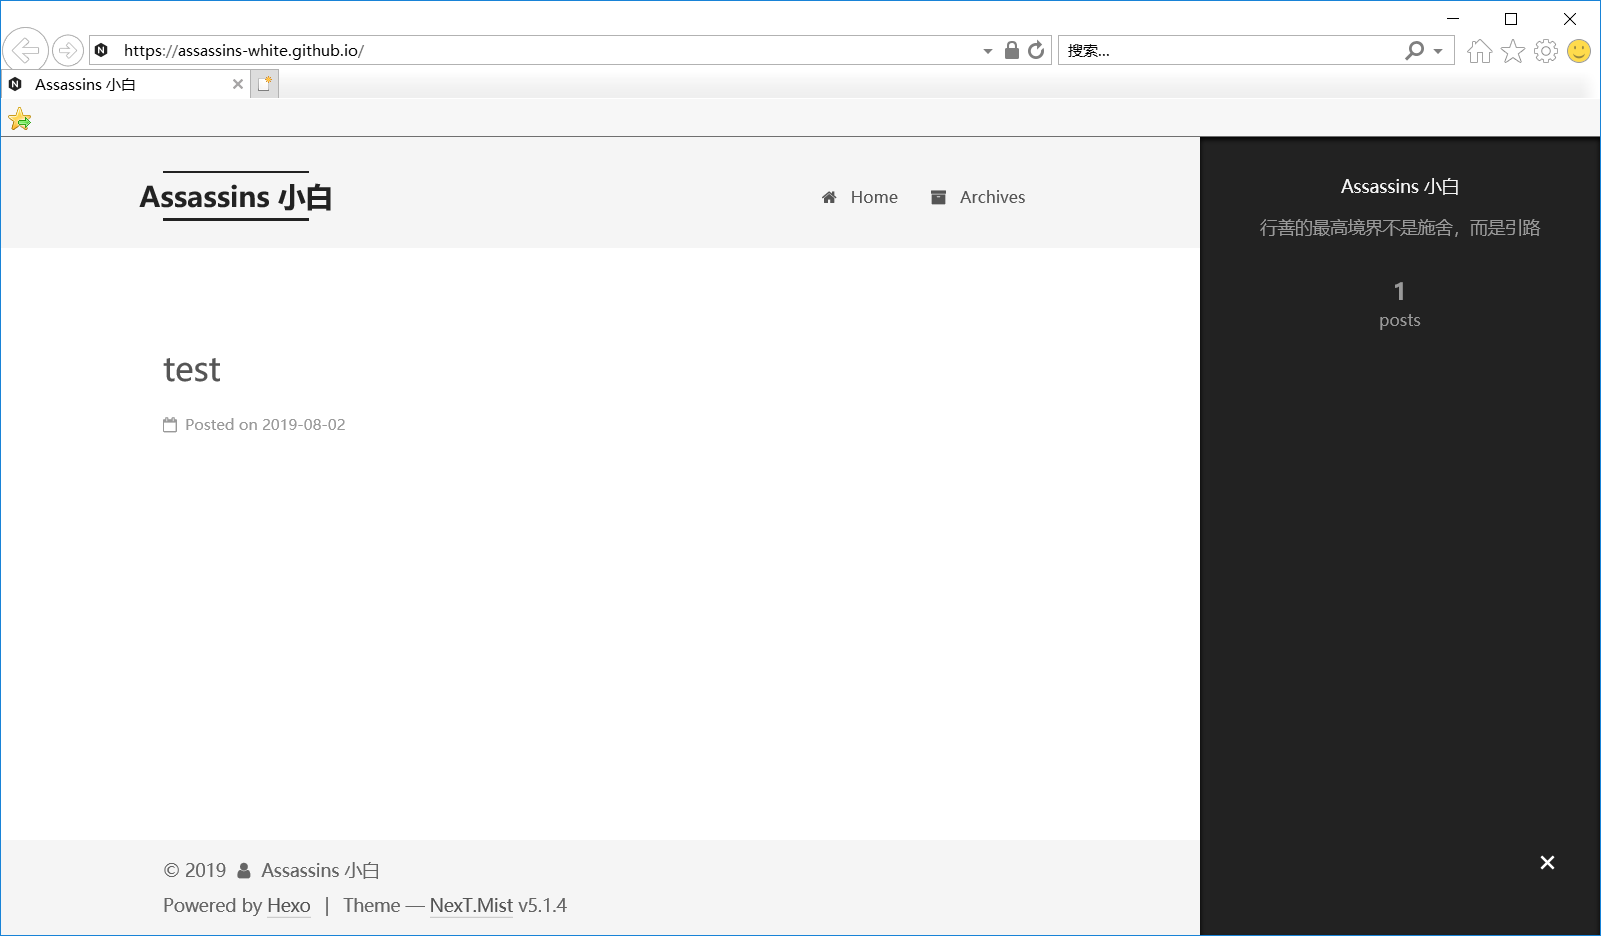 https://assassins-white.github.io/
搜索...
Assassins 小白
Assassins 小白
Home
Archives
test
Posted on 2019-08-02
Assassins 小白
行善的最高境界不是施舍，而是引路
1
posts
© 2019 Assassins 小白
Powered by Hexo | Theme — NexT.Mist v5.1.4